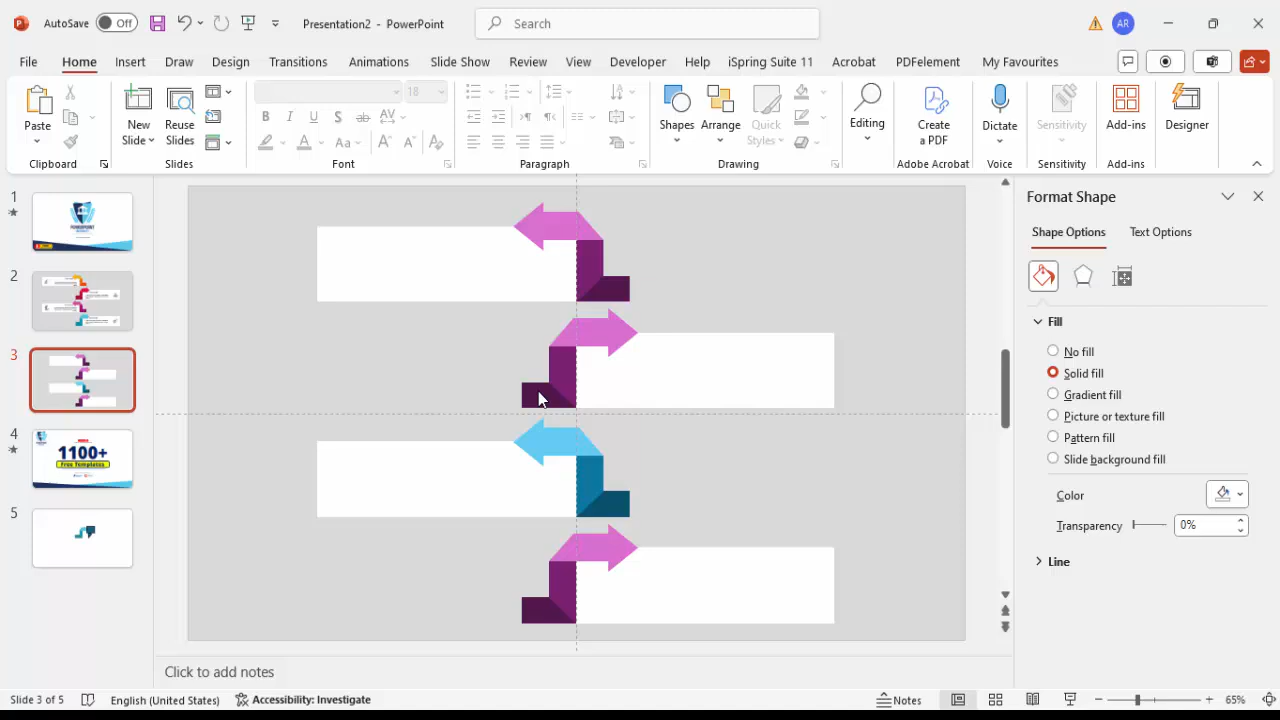 AutoSave Off Presentation2 - PowerPoint Search AR
File Home Insert Draw Design Transitions Animations Slide Show Review View Developer Help iSpring Suite 11 Acrobat PDFelement My Favourites
Paste New Slide Reuse Slides 18 Shapes Arrange Quick Styles Editing Create a PDF Dictate Sensitivity Add-ins Designer
Clipboard Slides Font Paragraph Drawing Adobe Acrobat Voice Sensitivity Add-ins
1
2
3
4
1100+
Free Templates
5
Format Shape
Shape Options Text Options
Fill
No fill
Solid fill
Gradient fill
Picture or texture fill
Pattern fill
Slide background fill
Color
Transparency 0%
Line
Click to add notes
Slide 3 of 5 English (United States) Accessibility: Investigate Notes 65%